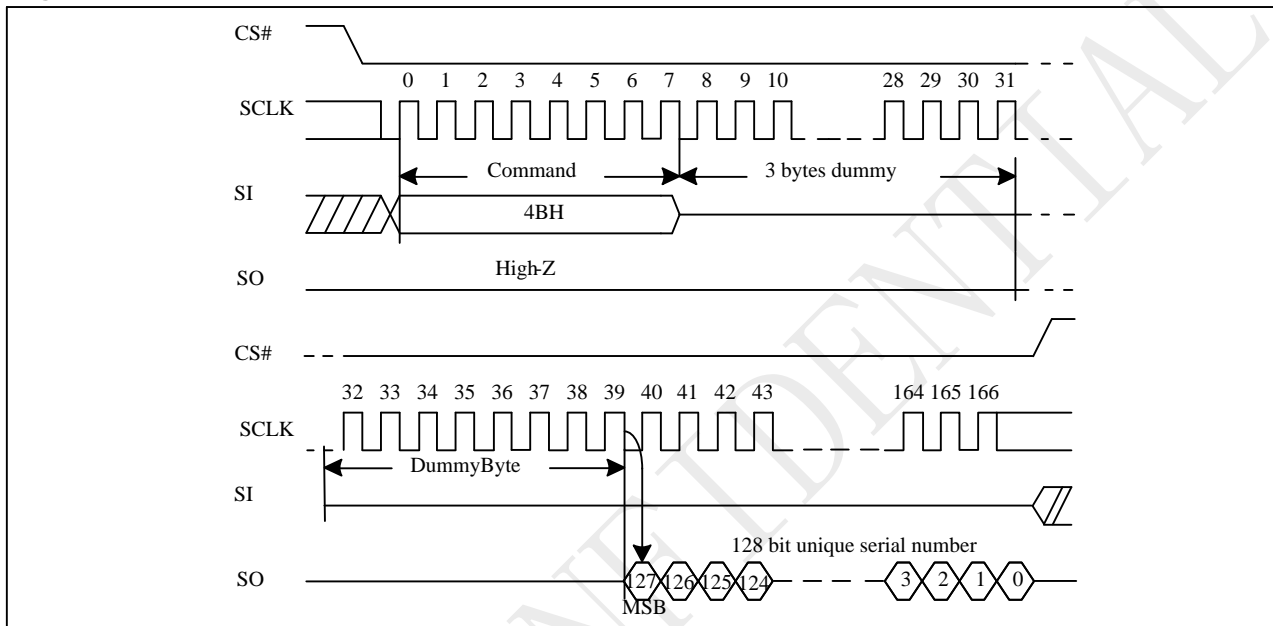 CS#
0 1 2 3 4 5 6 7 8 9 10 28 29 30 31
SCLK
Command 3 bytes dummy
SI
4BH
High-Z
SO
CS#
32 33 34 35 36 37 38 39 40 41 42 43 164 165 166
SCLK
DummyByte
SI
128 bit unique serial number
SO 127 126 125 124 3 2 1 0
MSB